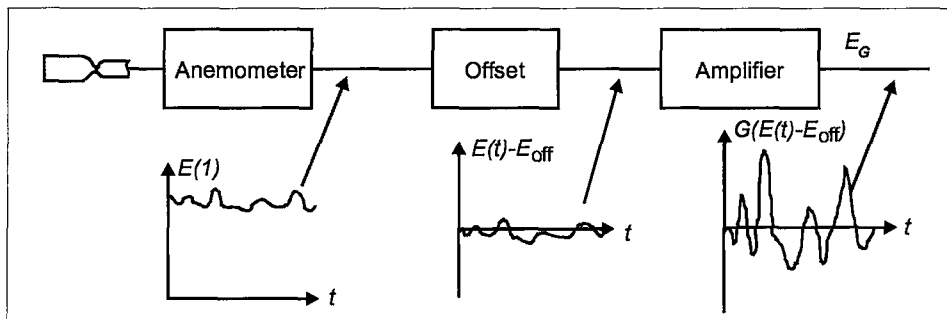 Anemometer
Offset
Amplifier
E_G
E(1)
t
E(t)-E_off
t
G(E(t)-E_off)
t